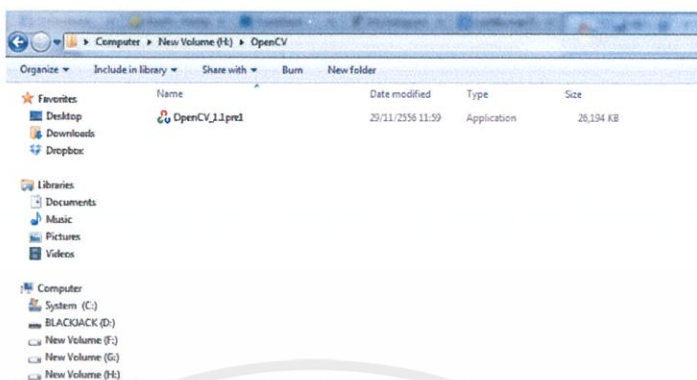 Computer ▸ New Volume (H:) ▸ OpenCV
Organize ▾ Include in library ▾ Share with ▾ Burn New folder
Name Date modified Type Size
OpenCV_1.1pre1 29/11/2556 11:59 Application 26,194 KB
Favorites
Desktop
Downloads
Dropbox
Libraries
Documents
Music
Pictures
Videos
Computer
System (C:)
BLACKJACK (D:)
New Volume (F:)
New Volume (G:)
New Volume (H:)